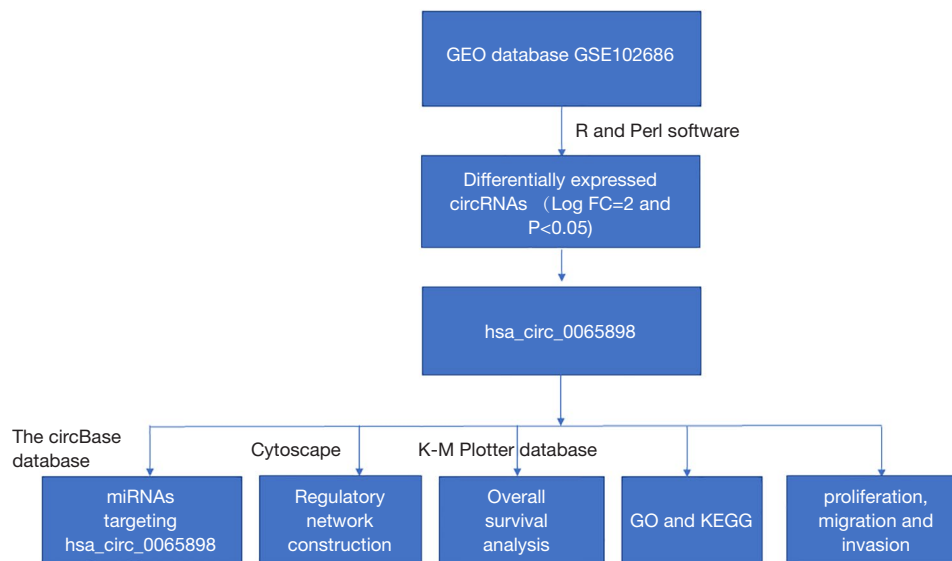 GEO database GSE102686
R and Perl software
Differentially expressed
circRNAS （Log FC=2 and
P<0.05)
hsa_circ_0065898
The circBase
database
Cytoscape
K-M Plotter database
miRNAs
targeting
hsa_circ_0065898
Regulatory
network
construction
Overall
survival
analysis
GO and KEGG
proliferation,
migration and
invasion